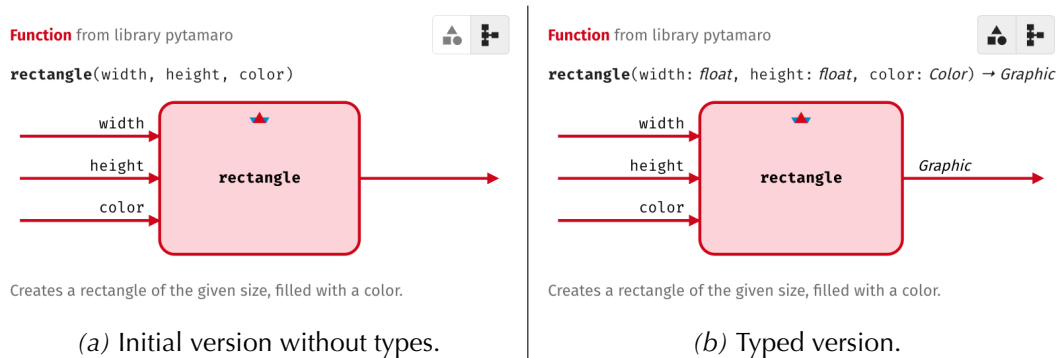 Function from library pytamaro
rectangle(width, height, color)
width
height
color
rectangle
Creates a rectangle of the given size, filled with a color.
(a) Initial version without types.
Function from library pytamaro
rectangle(width: float, height: float, color: Color) → Graphic
width
height
color
rectangle
Graphic
Creates a rectangle of the given size, filled with a color.
(b) Typed version.